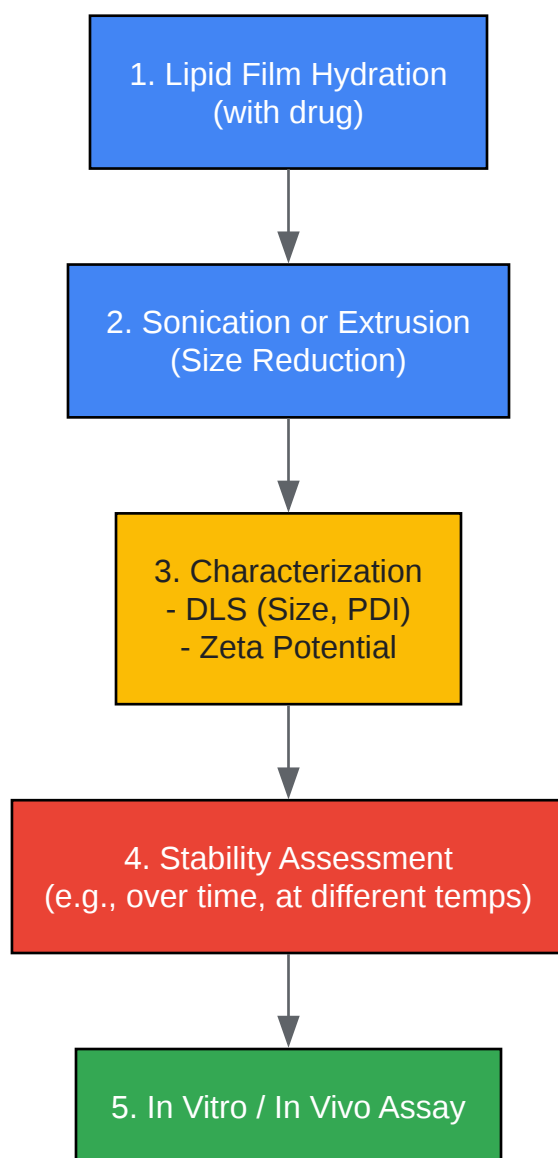 1. Lipid Film Hydration
(with drug)
2. Sonication or Extrusion
(Size Reduction)
3. Characterization
- DLS (Size, PDI)
- Zeta Potential
4. Stability Assessment
(e.g., over time, at different temps)
5. In Vitro / In Vivo Assay